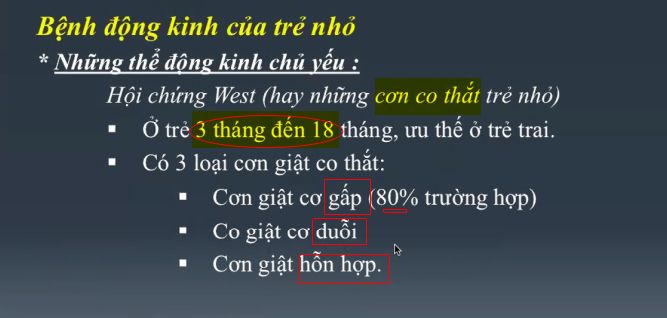 Bệnh động kinh của trẻ nhỏ
* Những thể động kinh chủ yếu :
Hội chứng West (hay những cơn co thắt trẻ nhỏ)
▪ Ở trẻ 3 tháng đến 18 tháng, ưu thế ở trẻ trai.
▪ Có 3 loại cơn giật co thắt:
▪ Cơn giật cơ gấp (80% trường hợp)
▪ Co giật cơ duỗi
▪ Cơn giật hỗn hợp.